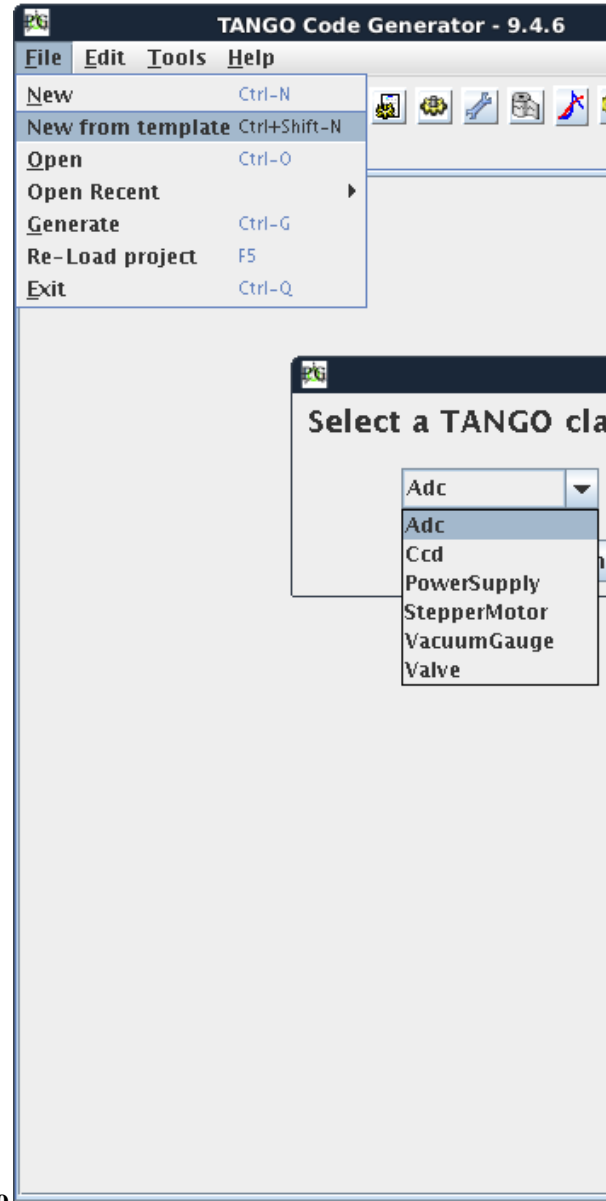 TANGO Code Generator - 9.4.6
File Edit Tools Help
New Ctrl-N
New from template Ctrl+Shift-N
Open Ctrl-O
Open Recent
Generate Ctrl-G
Re-Load project F5
Exit Ctrl-Q
Select a TANGO cla
Adc
Adc
Ccd
PowerSupply
StepperMotor
VacuumGauge
Valve